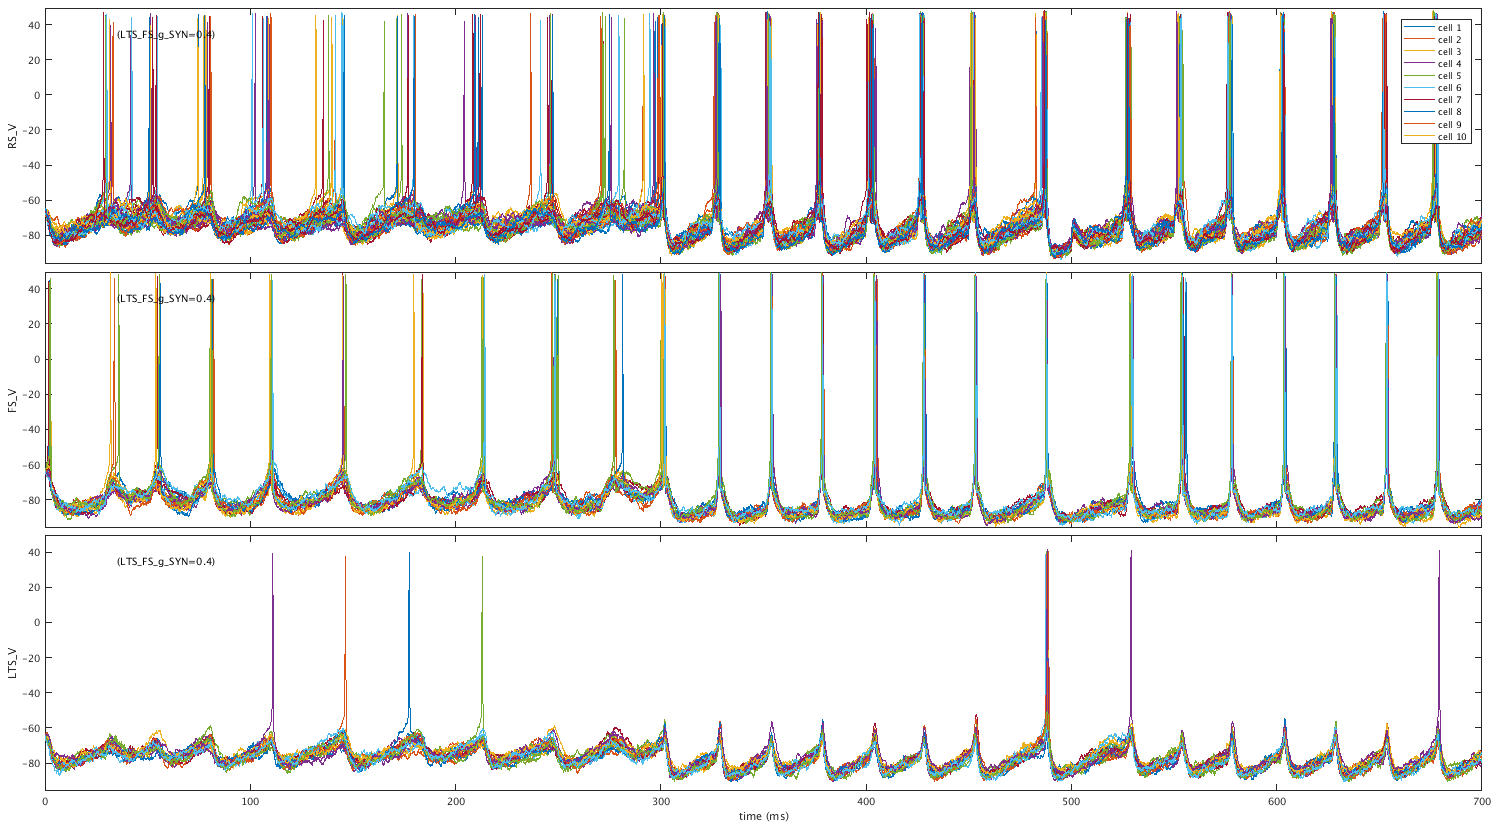 40
20
0
−20
−40
−60
−80
RS_V
(LTS_FS_g_SYN=0.4)
cell 1
cell 2
cell 3
cell 4
cell 5
cell 6
cell 7
cell 8
cell 9
cell 10
40
20
0
−20
−40
−60
−80
FS_V
(LTS_FS_g_SYN=0.4)
40
20
0
−20
−40
−60
−80
LTS_V
(LTS_FS_g_SYN=0.4)
0 100 200 300 400 500 600 700
time (ms)